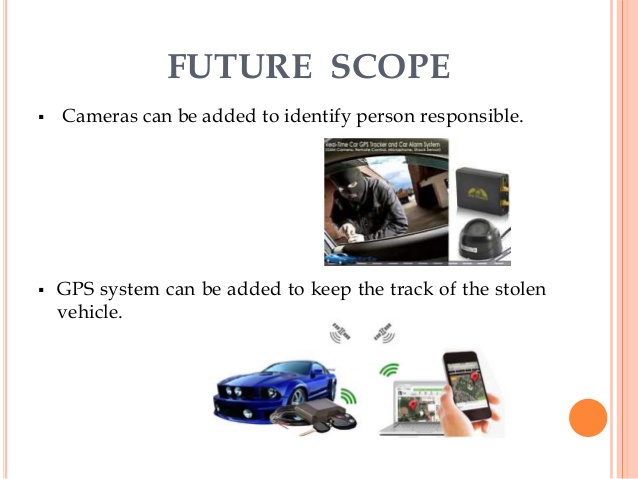 FUTURE SCOPE
▪ Cameras can be added to identify person responsible.
Real-Time Car GPS Tracker and Car Alarm System
▪ GPS system can be added to keep the track of the stolen
vehicle.